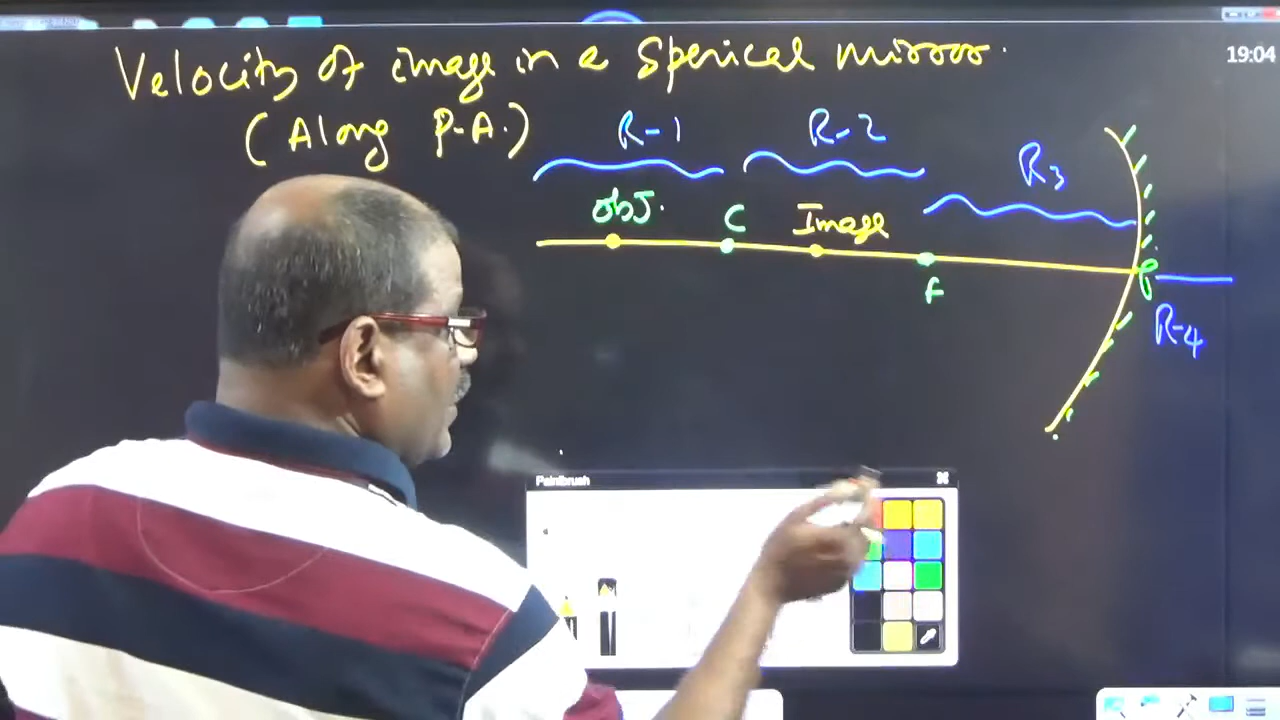 Velocity of image in a Sperical mirror.
19:04
(Along P-A.)
R-1
R-2
R3
obJ.
C
Image
P
F
R-4
Paintbrush